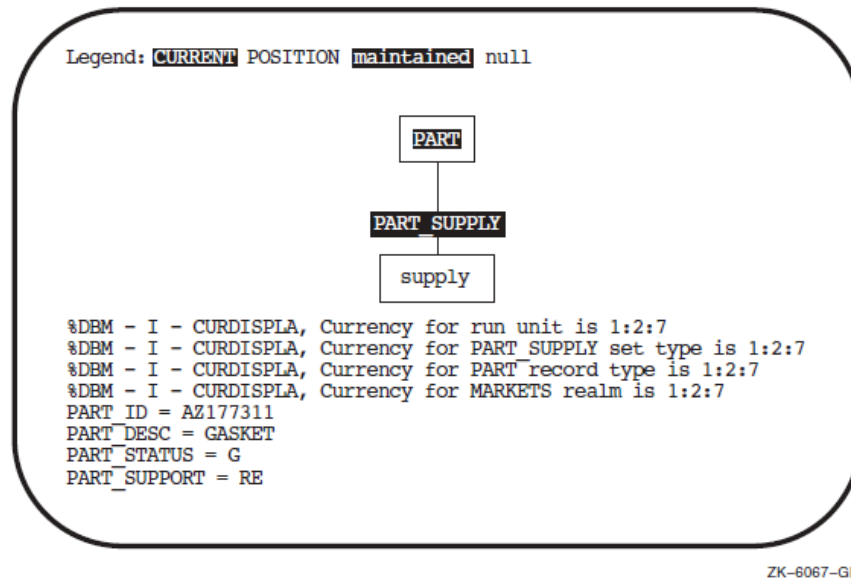 Legend: CURRENT POSITION maintained null
PART
PART_SUPPLY
supply
%DBM - I - CURDISPLA, Currency for run unit is 1:2:7
%DBM - I - CURDISPLA, Currency for PART_SUPPLY set type is 1:2:7
%DBM - I - CURDISPLA, Currency for PART record type is 1:2:7
%DBM - I - CURDISPLA, Currency for MARKETS realm is 1:2:7
PART_ID = AZ177311
PART_DESC = GASKET
PART_STATUS = G
PART_SUPPORT = RE